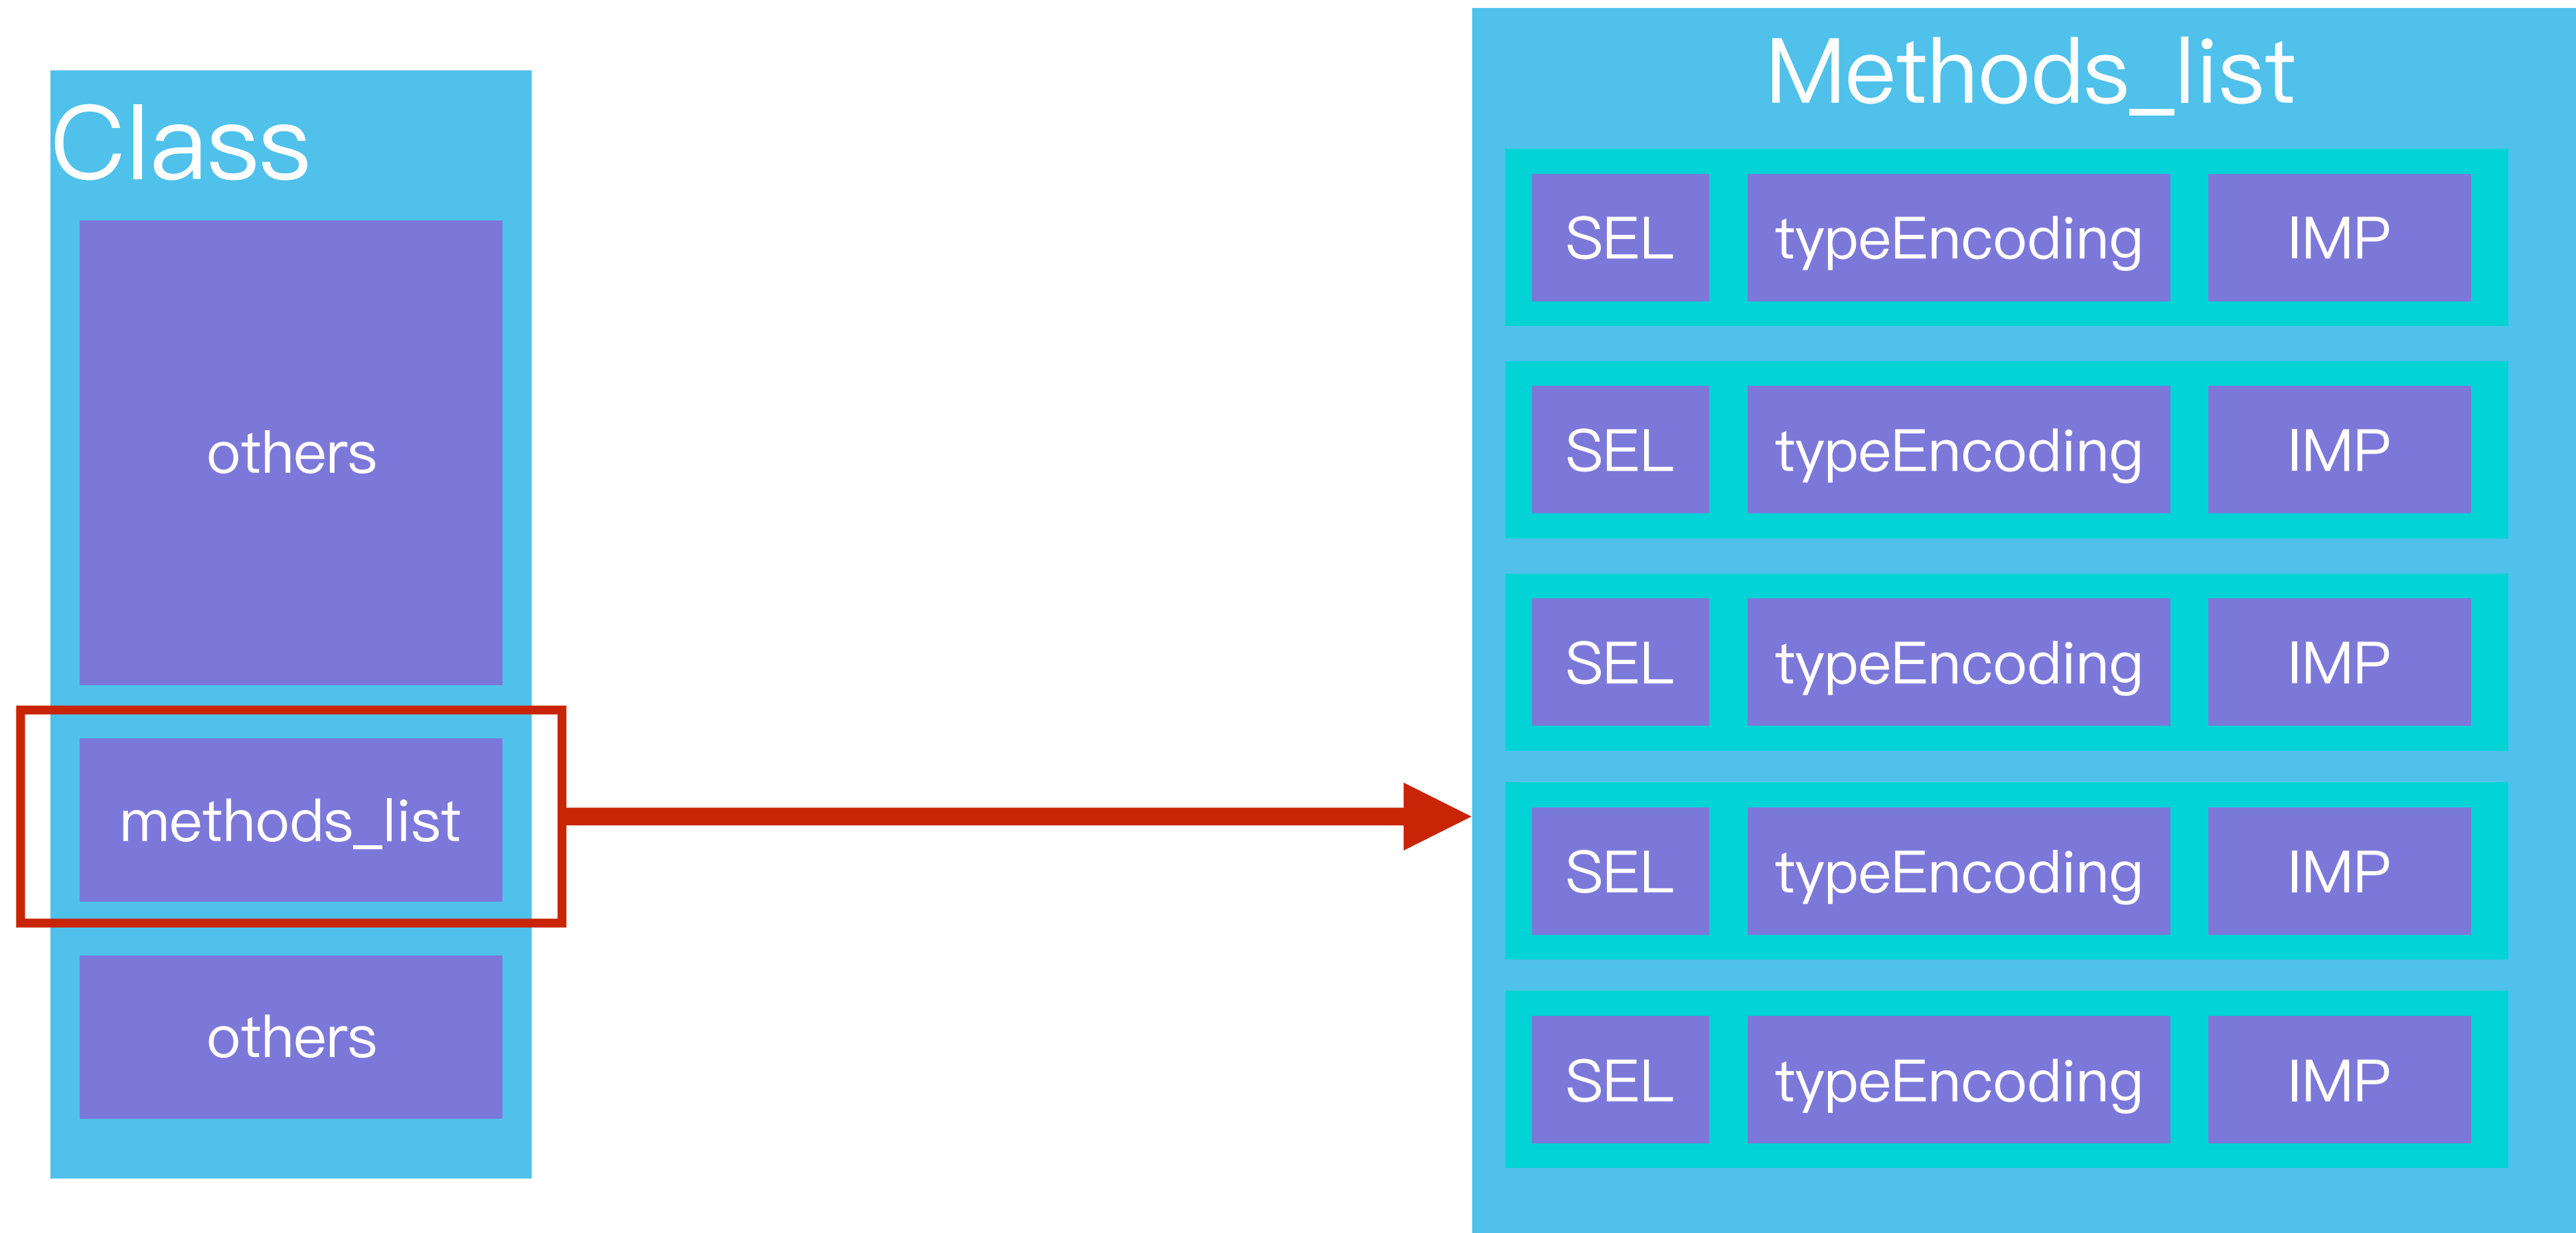 Class
others
methods_list
others
Methods_list
SEL typeEncoding IMP
SEL typeEncoding IMP
SEL typeEncoding IMP
SEL typeEncoding IMP
SEL typeEncoding IMP